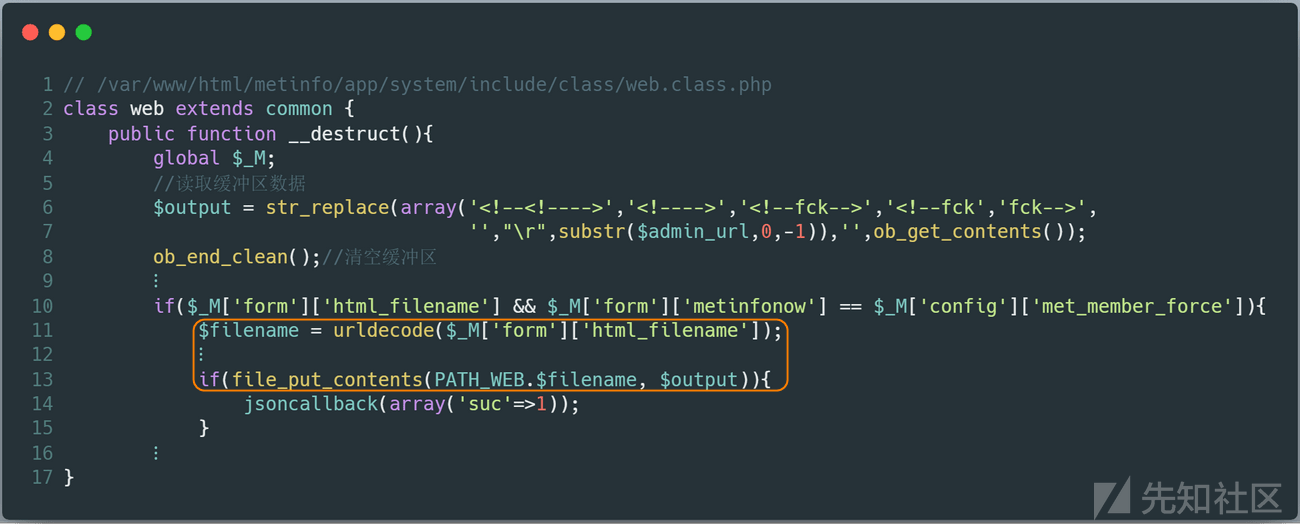 1 // /var/www/html/metinfo/app/system/include/class/web.class.php
2 class web extends common {
3     public function __destruct(){
4         global $_M;
5         //读取缓冲区数据
6         $output = str_replace(array('<!--<!---->','<!---->','<!--fck-->','<!--fck','fck-->',
7                                     '',"\r",substr($admin_url,0,-1)),'',ob_get_contents());
8         ob_end_clean();//清空缓冲区
9         ⋮
10         if($_M['form']['html_filename'] && $_M['form']['metinfonow'] == $_M['config']['met_member_force']){
11             $filename = urldecode($_M['form']['html_filename']);
12             ⋮
13             if(file_put_contents(PATH_WEB.$filename, $output)){
14                 jsoncallback(array('suc'=>1));
15             }
16         ⋮
17 }
先知社区